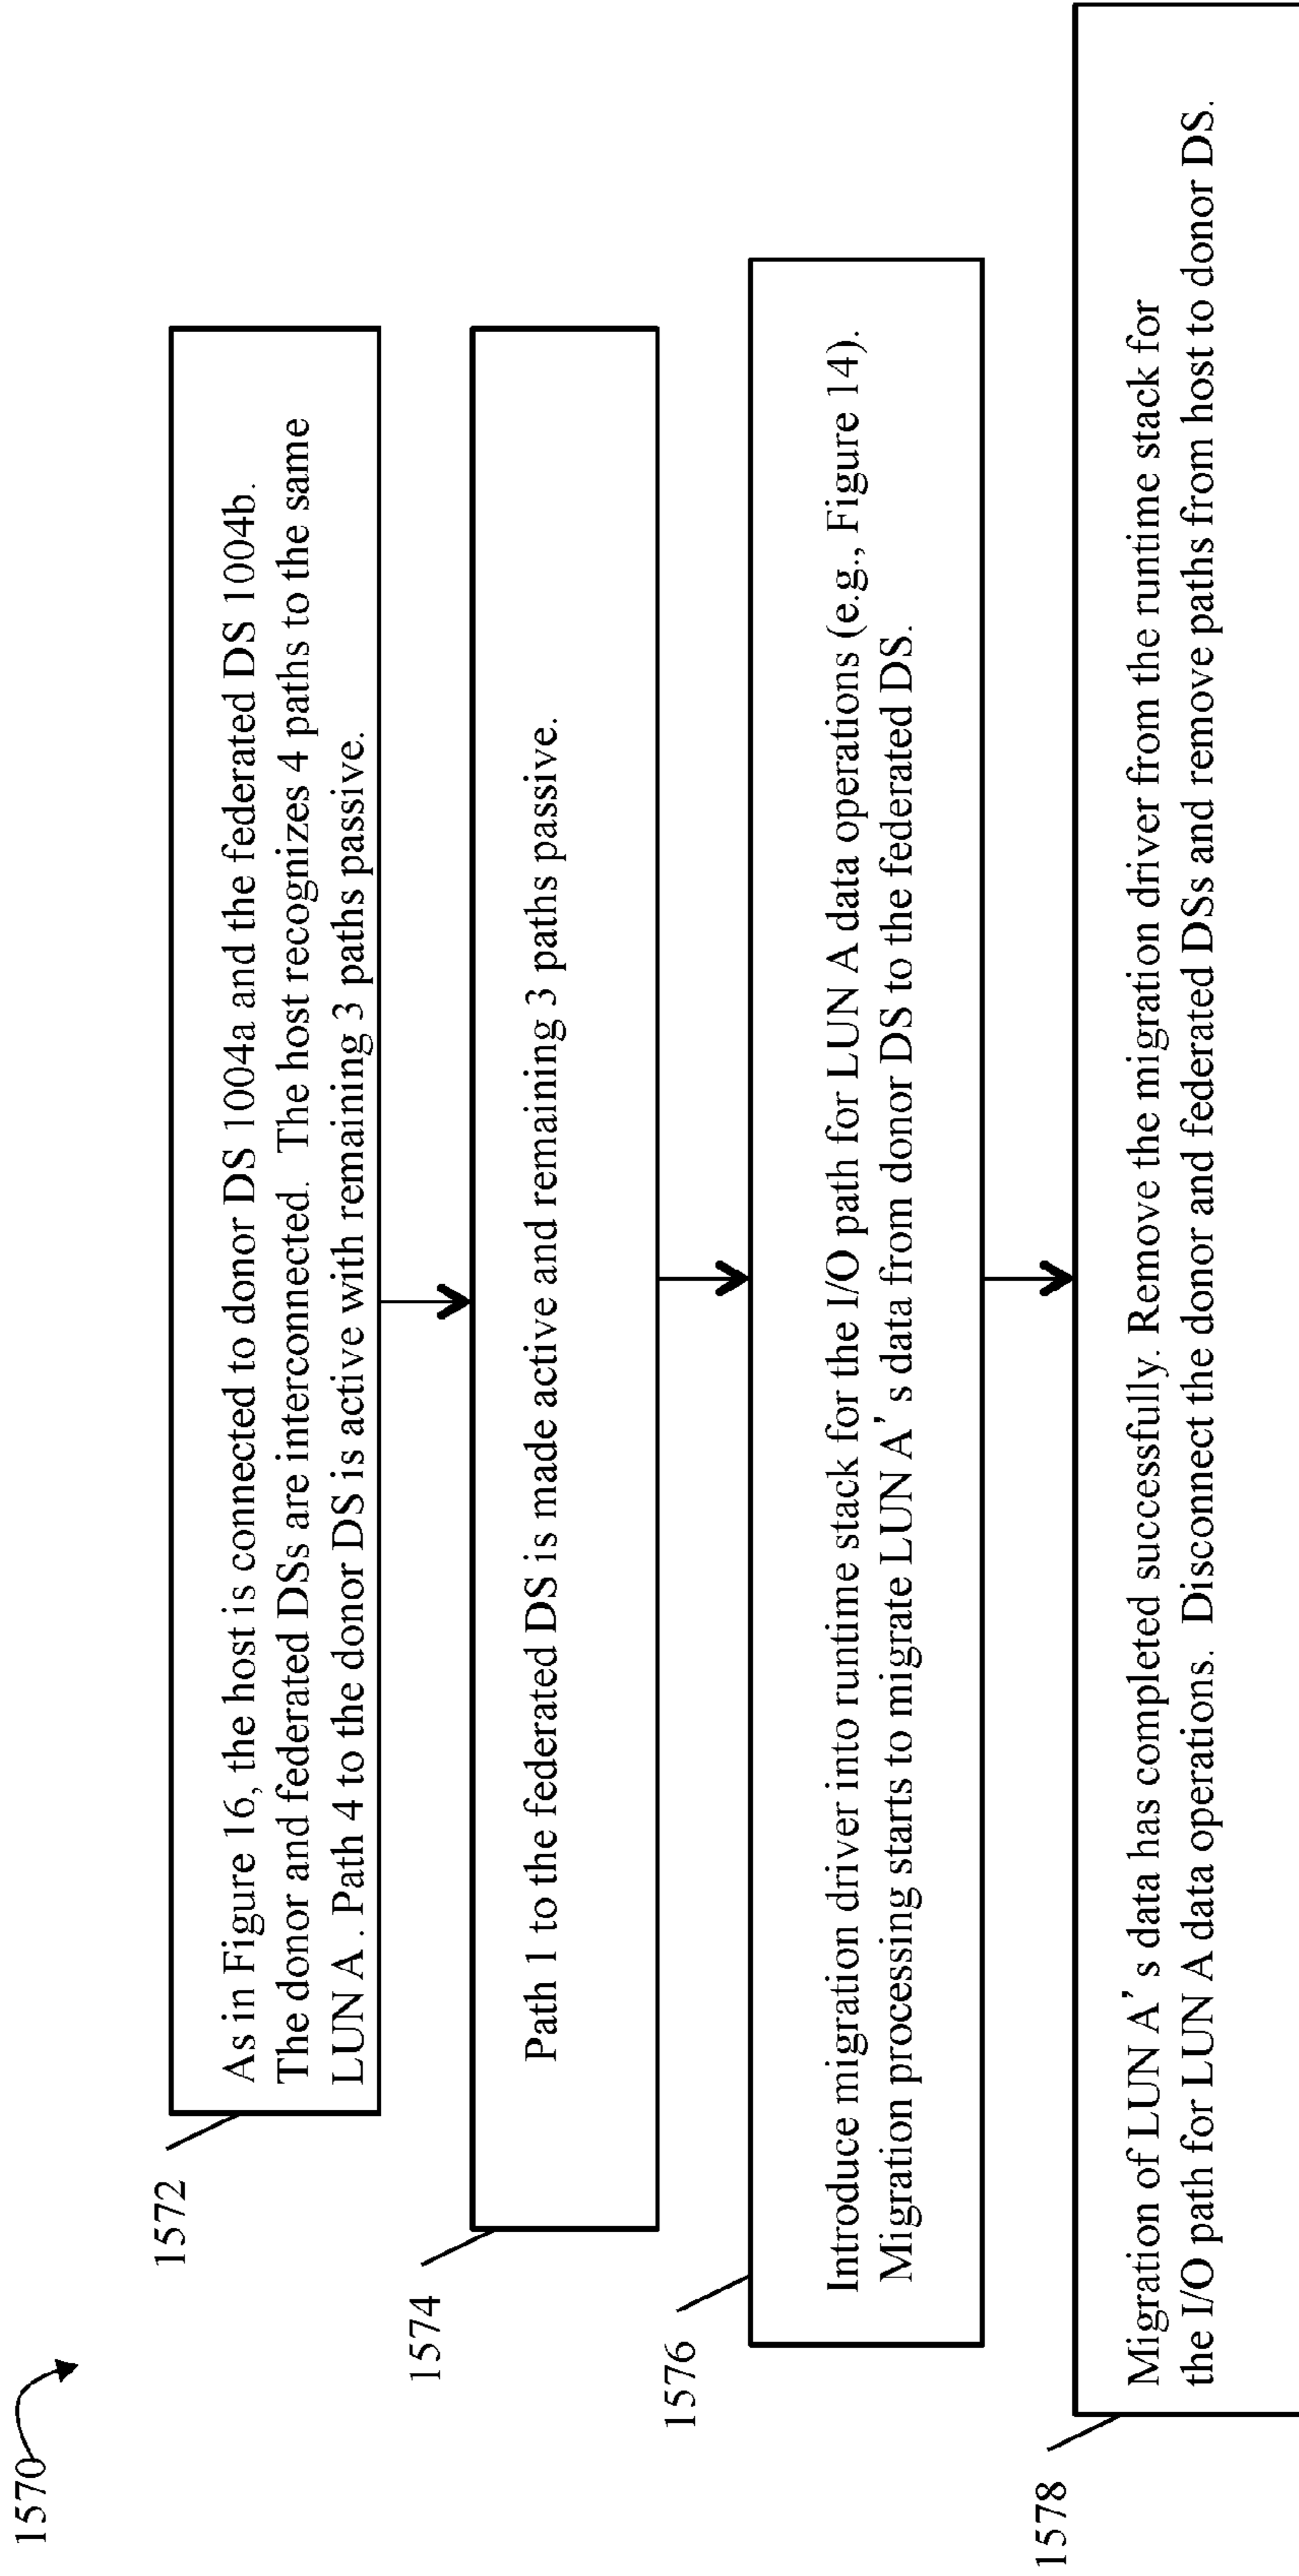 1570
1572
As in Figure 16, the host is connected to donor DS 1004a and the federated DS 1004b.
The donor and federated DSs are interconnected. The host recognizes 4 paths to the same
LUN A. Path 4 to the donor DS is active with remaining 3 paths passive.
1574
Path 1 to the federated DS is made active and remaining 3 paths passive.
1576
Introduce migration driver into runtime stack for the I/O path for LUN A data operations (e.g., Figure 14).
Migration processing starts to migrate LUN A's data from donor DS to the federated DS.
1578
Migration of LUN A's data has completed successfully. Remove the migration driver from the runtime stack for
the I/O path for LUN A data operations. Disconnect the donor and federated DSs and remove paths from host to donor DS.